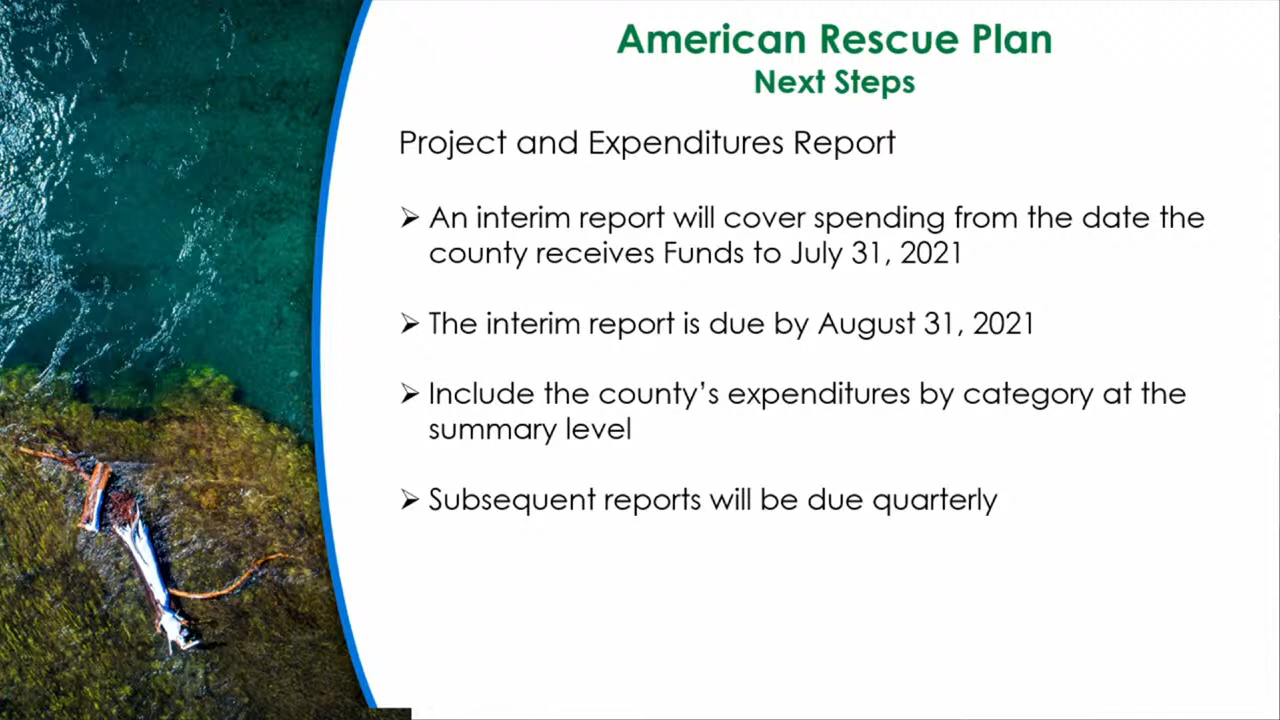 American Rescue Plan
Next Steps
Project and Expenditures Report
➢ An interim report will cover spending from the date the
county receives Funds to July 31, 2021
➢ The interim report is due by August 31, 2021
➢ Include the county's expenditures by category at the
summary level
➢ Subsequent reports will be due quarterly